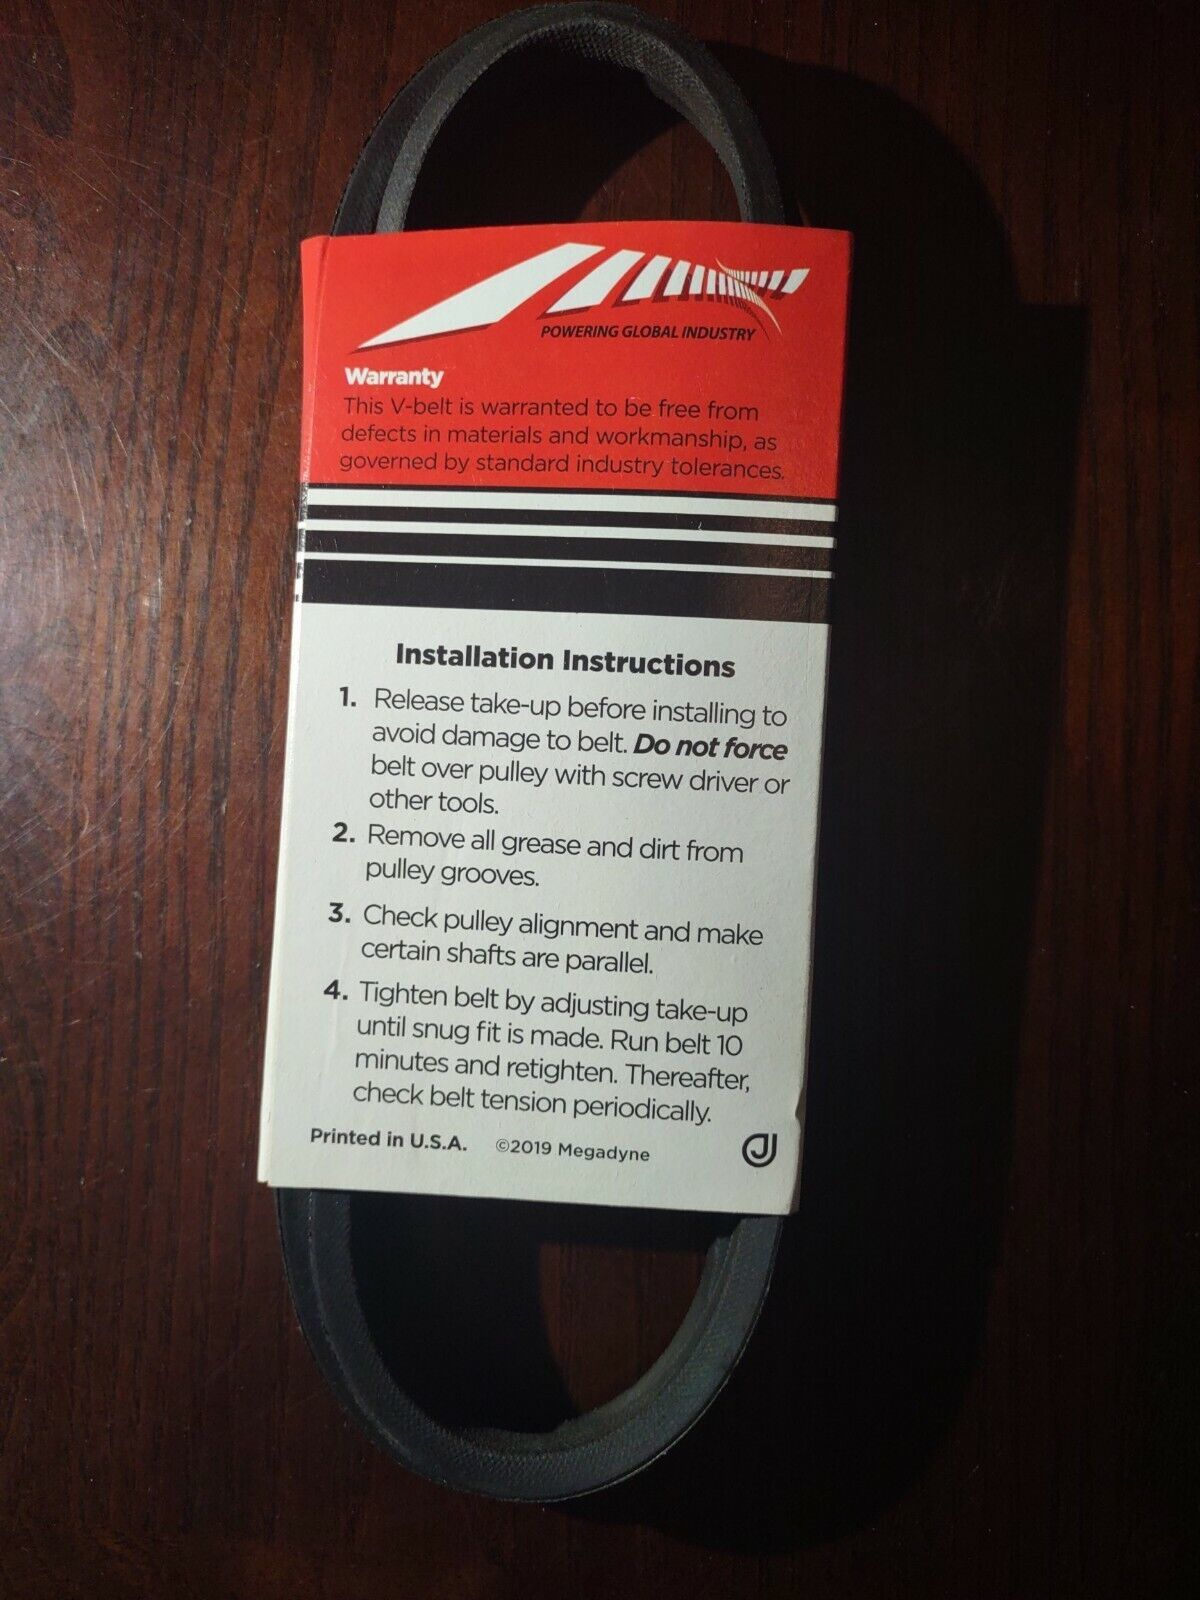 POWERING GLOBAL INDUSTRY
Warranty
This V-belt is warranted to be free from
defects in materials and workmanship, as
governed by standard industry tolerances.
Installation Instructions
1. Release take-up before installing to
avoid damage to belt. Do not force
belt over pulley with screw driver or
other tools.
2. Remove all grease and dirt from
pulley grooves.
3. Check pulley alignment and make
certain shafts are parallel.
4. Tighten belt by adjusting take-up
until snug fit is made. Run belt 10
minutes and retighten. Thereafter,
check belt tension periodically.
Printed in U.S.A. ©2019 Megadyne